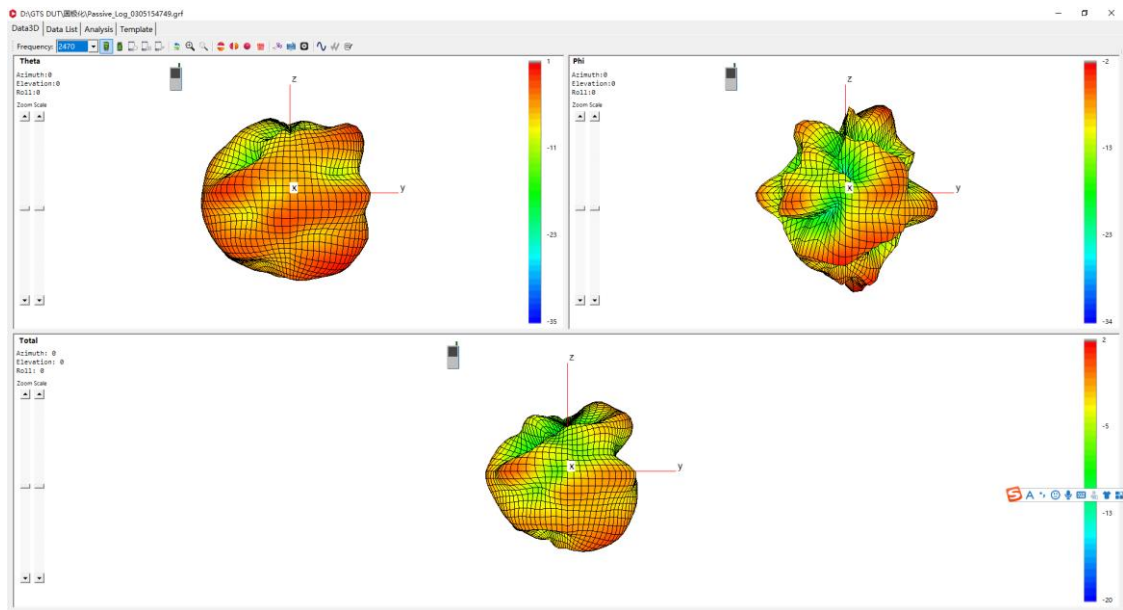 D:\GTS DUT\圆极化\Passive_Log_0305154749.grf
Data3D Data List Analysis Template
Frequency: 2470
Theta
Azimuth:0
Elevation:0
Roll:0
Zoom Scale
z
x
y
1
-11
-23
-35
Phi
Azimuth:0
Elevation:0
Roll:0
Zoom Scale
z
x
y
-2
-13
-23
-34
Total
Azimuth: 0
Elevation: 0
Roll: 0
Zoom Scale
z
x
y
2
-5
-13
-20
S A